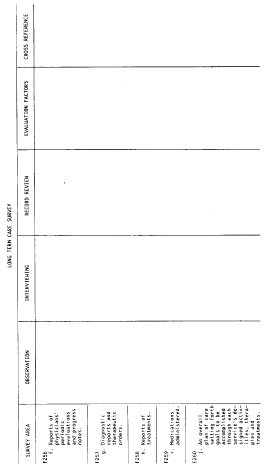 LONG TERM CARE SURVEY
SURVEY AREA
OBSERVATION
INTERVIEWING
RECORD REVIEW
EVALUATION FACTORS
CROSS REFERENCE
F256
f. Reports of
physicians'
periodic
evaluations
and progress
notes.
F257
g. Diagnostic
reports and
therapeutic
orders.
F258
h. Reports of
treatments.
F259
i. Medications
administered.
F260
j. An overall
plan of care
setting forth
goals to be
accomplished
through each
service's de-
signed activ-
ities, thera-
pies and
treatments.